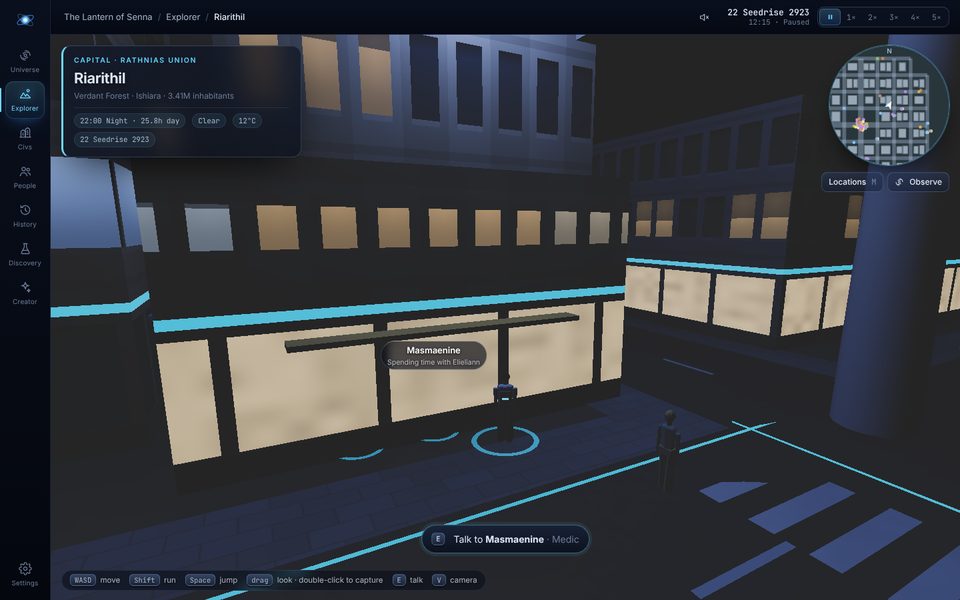 The Lantern of Senna / Explorer / Riarithil
22 Seedrise 2923
12:15 · Paused
1× 2× 3× 4× 5×
Universe
Explorer
Civs
People
History
Discovery
Creator
Settings
CAPITAL · RATHNIAS UNION
Riarithil
Verdant Forest · Ishiara · 3.41M inhabitants
22:00 Night · 25.8h day
Clear
12°C
22 Seedrise 2923
N
Locations M
Observe
Masmaenine
Spending time with Elieliann
E Talk to Masmaenine · Medic
WASD move Shift run Space jump drag look · double-click to capture E talk V camera